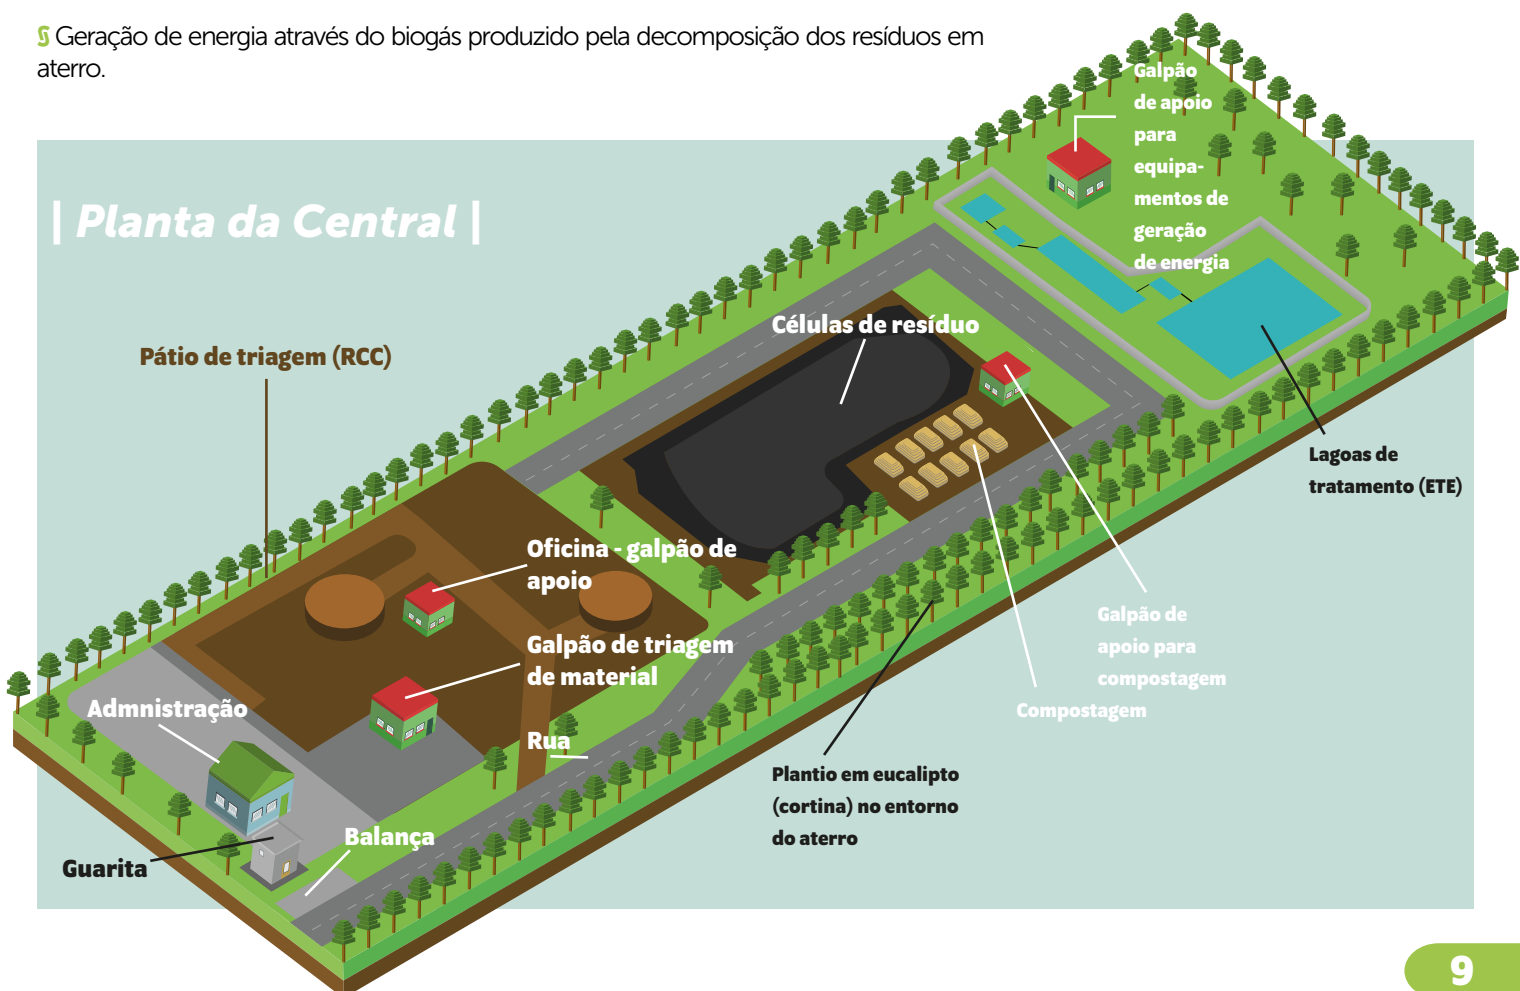 Geração de energia através do biogás produzido pela decomposição dos resíduos em
aterro.
| Planta da Central |
Galpão
de apoio
para
equipa-
mentos de
geração
de energia
Células de resíduo
Pátio de triagem (RCC)
Lagoas de
tratamento (ETE)
Oficina - galpão de
apoio
Galpão de triagem
de material
Galpão de
apoio para
compostagem
Compostagem
Admnistração
Rua
Plantio em eucalipto
(cortina) no entorno
do aterro
Balança
Guarita
9